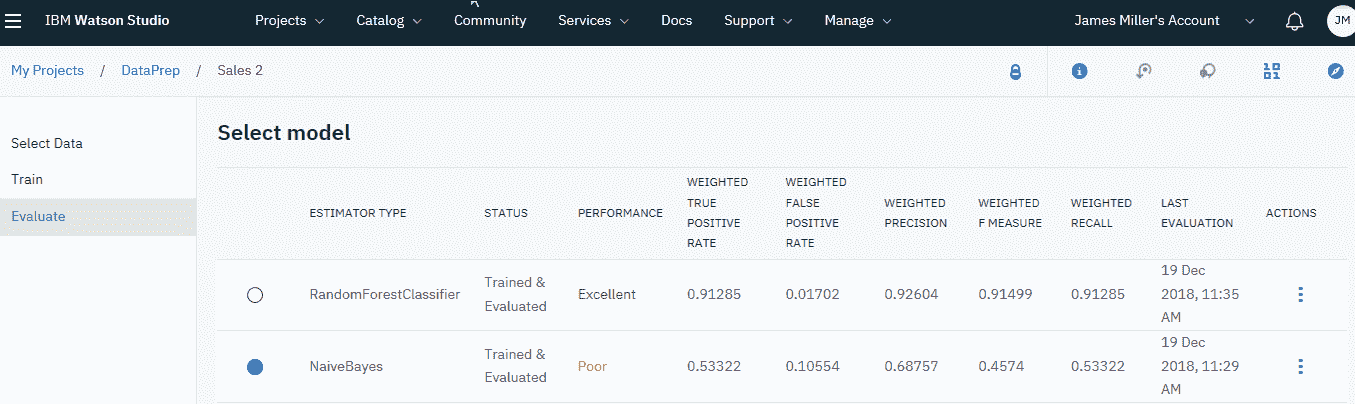 IBM Watson Studio Projects Catalog Community Services Docs Support Manage James Miller's Account JM
My Projects / DataPrep / Sales 2
Select Data
Train
Evaluate
Select model
ESTIMATOR TYPE STATUS PERFORMANCE WEIGHTED TRUE POSITIVE RATE WEIGHTED FALSE POSITIVE RATE WEIGHTED PRECISION WEIGHTED F MEASURE WEIGHTED RECALL LAST EVALUATION ACTIONS
RandomForestClassifier Trained & Evaluated Excellent 0.91285 0.01702 0.92604 0.91499 0.91285 19 Dec 2018, 11:35 AM
NaiveBayes Trained & Evaluated Poor 0.53322 0.10554 0.68757 0.4574 0.53322 19 Dec 2018, 11:29 AM